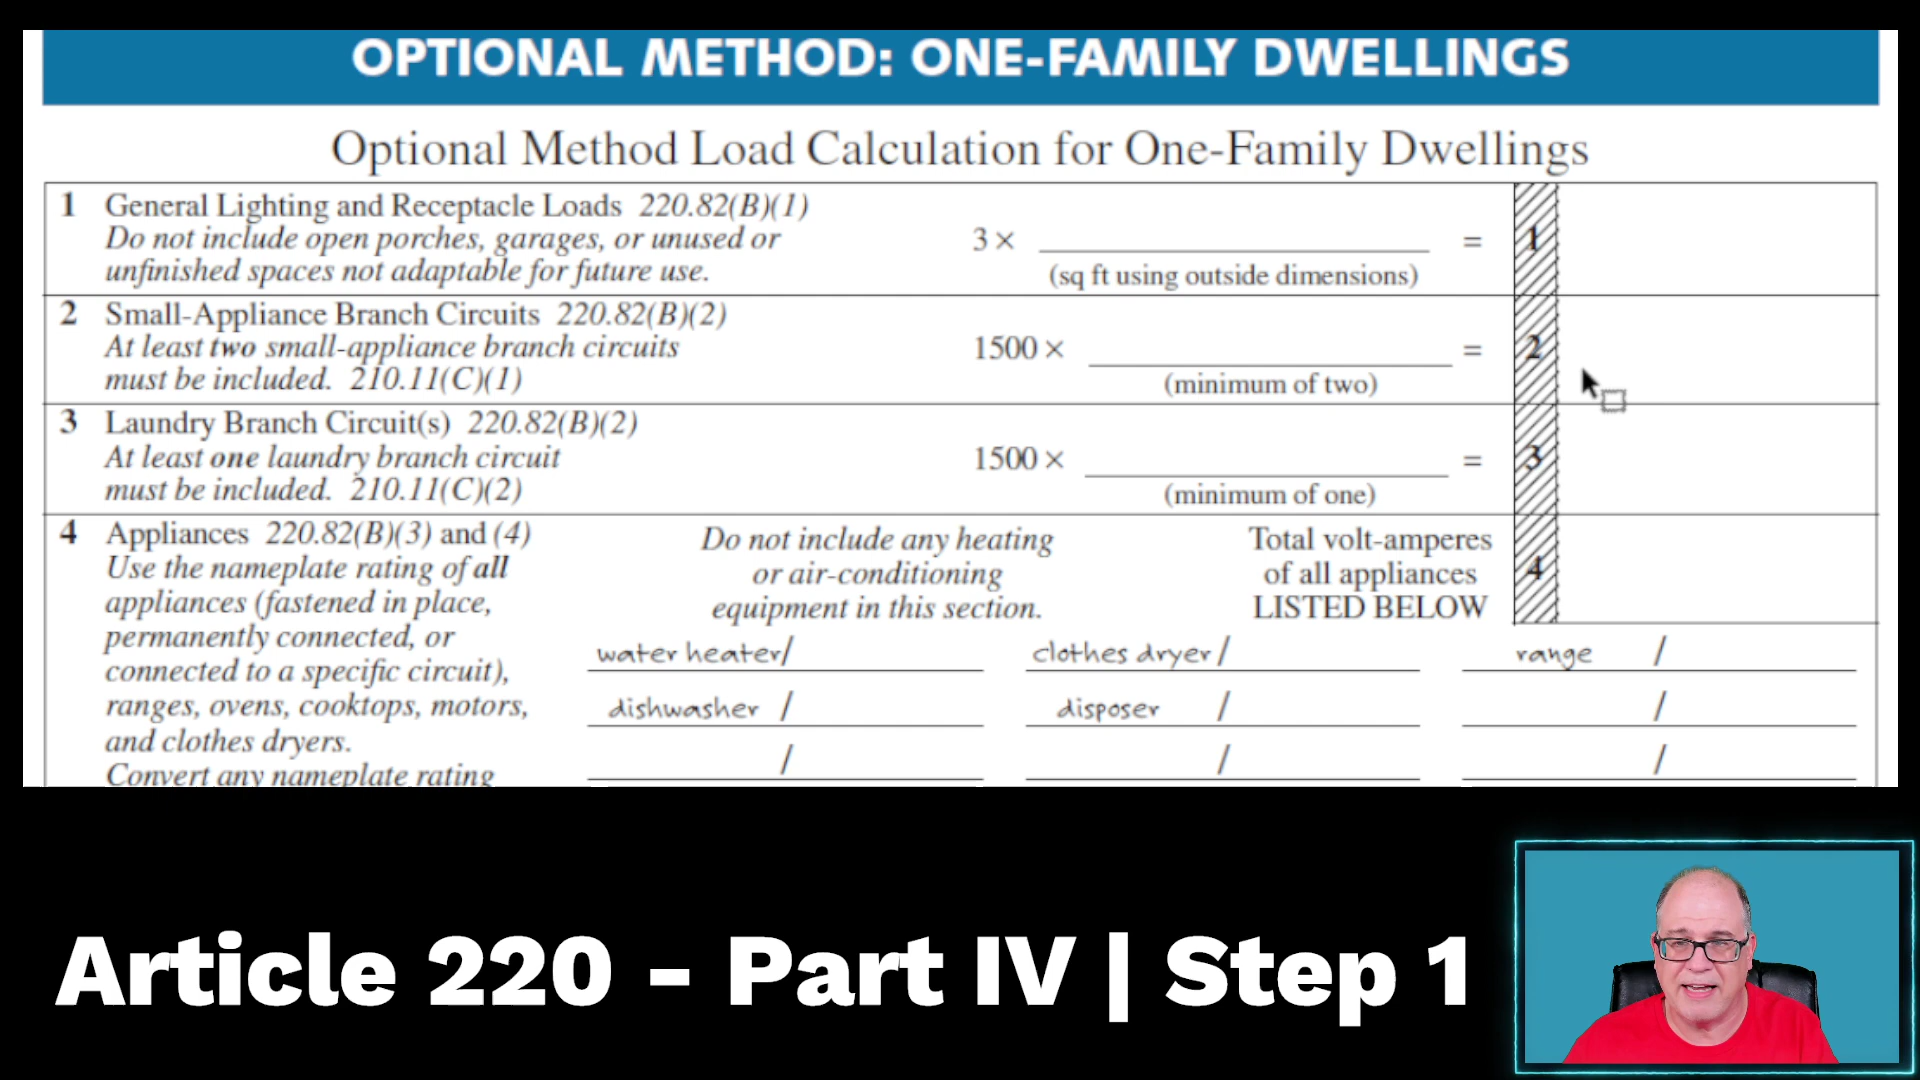 OPTIONAL METHOD: ONE-FAMILY DWELLINGS
Optional Method Load Calculation for One-Family Dwellings
1 General Lighting and Receptacle Loads 220.82(B)(1)
Do not include open porches, garages, or unused or
unfinished spaces not adaptable for future use.
3 × ____ = 1
(sq ft using outside dimensions)
2 Small-Appliance Branch Circuits 220.82(B)(2)
At least two small-appliance branch circuits
must be included. 210.11(C)(1)
1500 × ____ = 2
(minimum of two)
3 Laundry Branch Circuit(s) 220.82(B)(2)
At least one laundry branch circuit
must be included. 210.11(C)(2)
1500 × ____ = 3
(minimum of one)
4 Appliances 220.82(B)(3) and (4)
Use the nameplate rating of all
appliances (fastened in place,
permanently connected, or
connected to a specific circuit),
ranges, ovens, cooktops, motors,
and clothes dryers.
Convert any nameplate rating
Do not include any heating
or air-conditioning
equipment in this section.
Total volt-amperes
of all appliances
LISTED BELOW
4
water heater / clothes dryer / range /
dishwasher / disposer / /
/ / /
Article 220 - Part IV | Step 1